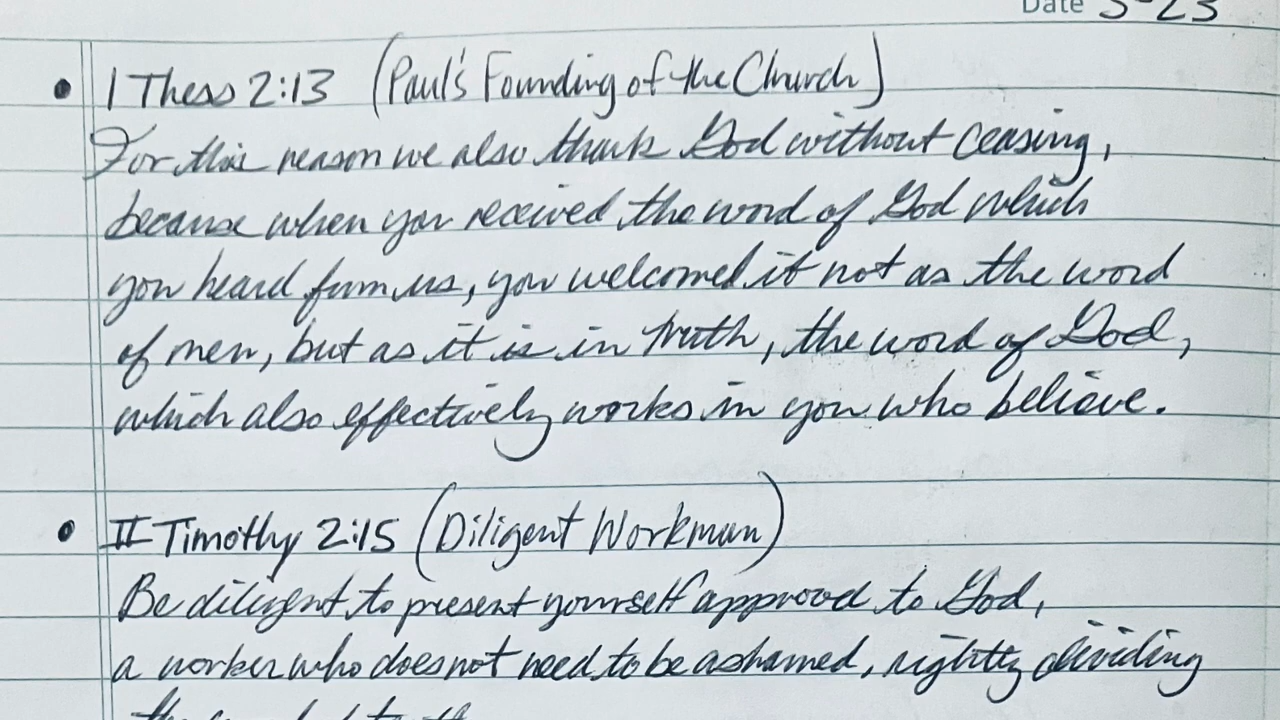 Date 5-23
• 1 Thess 2:13 (Paul's Founding of the Church)
For this reason we also thank God without ceasing,
because when you received the word of God which
you heard from us, you welcomed it not as the word
of men, but as it is in truth, the word of God,
which also effectively works in you who believe.
• II Timothy 2:15 (Diligent Workman)
Be diligent to present yourself approved to God,
a worker who does not need to be ashamed, rightly dividing
the